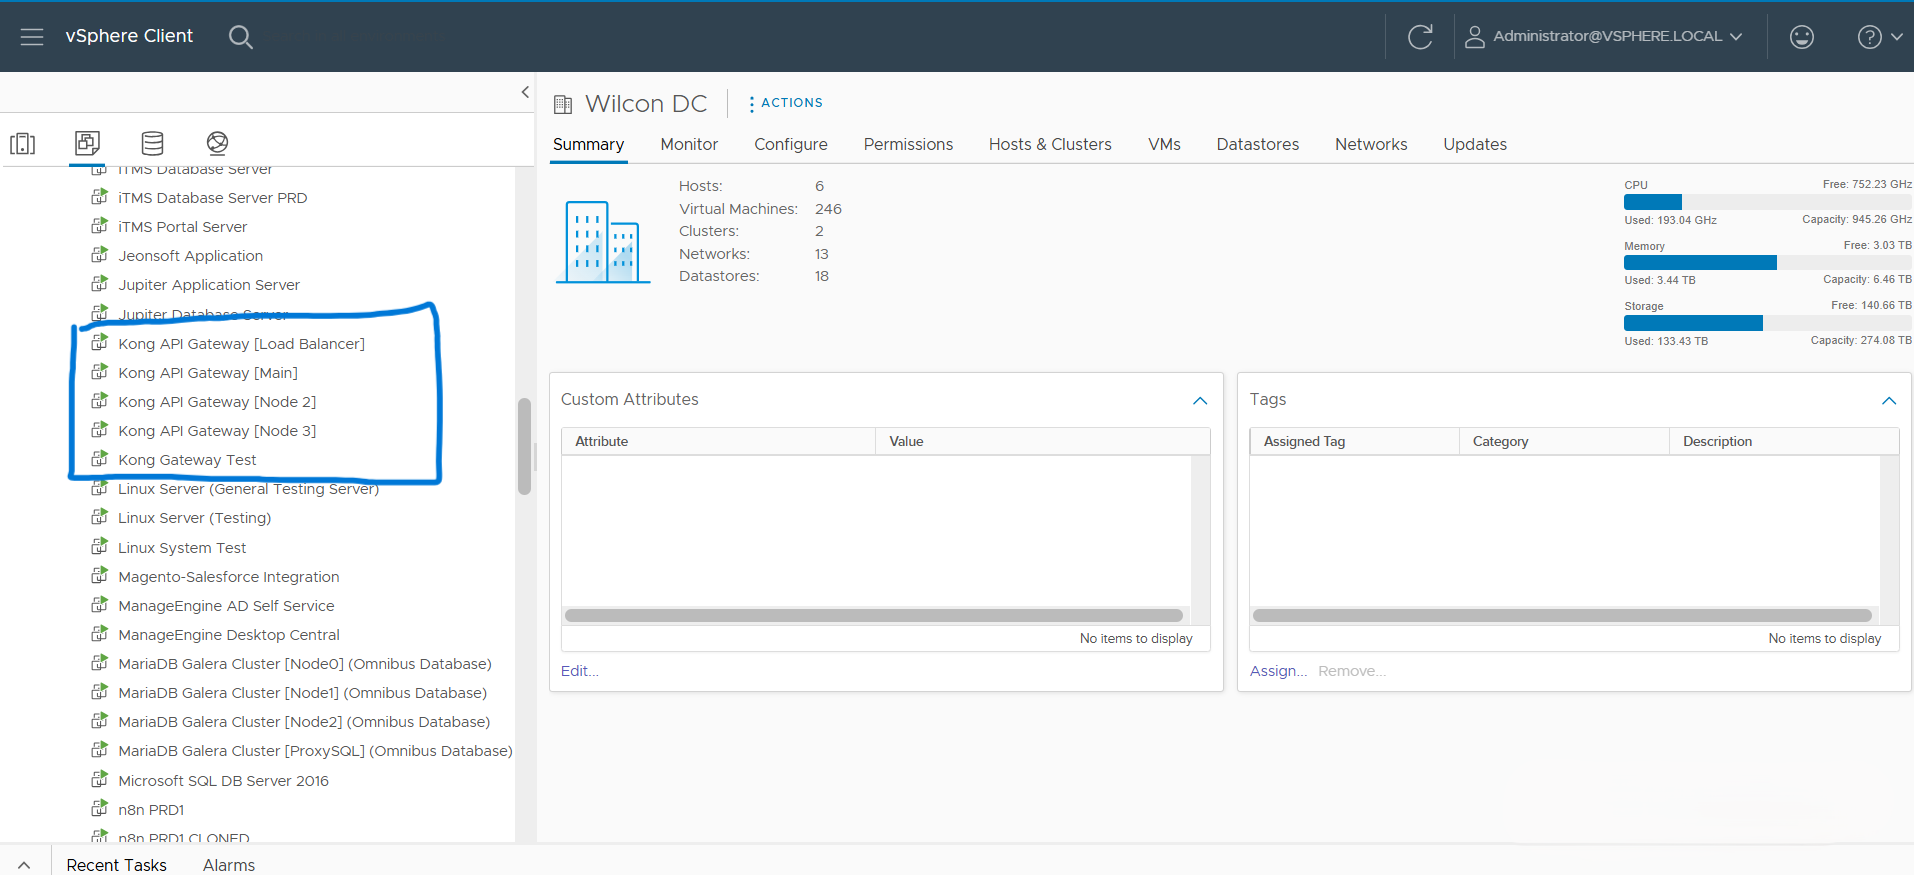 vSphere Client
Administrator@VSPHERE.LOCAL
Wilcon DC
ACTIONS
Summary Monitor Configure Permissions Hosts & Clusters VMs Datastores Networks Updates
iTMS Database Server
iTMS Database Server PRD
iTMS Portal Server
Jeonsoft Application
Jupiter Application Server
Jupiter Database Server
Kong API Gateway [Load Balancer]
Kong API Gateway [Main]
Kong API Gateway [Node 2]
Kong API Gateway [Node 3]
Kong Gateway Test
Linux Server (General Testing Server)
Linux Server (Testing)
Linux System Test
Magento-Salesforce Integration
ManageEngine AD Self Service
ManageEngine Desktop Central
MariaDB Galera Cluster [Node0] (Omnibus Database)
MariaDB Galera Cluster [Node1] (Omnibus Database)
MariaDB Galera Cluster [Node2] (Omnibus Database)
MariaDB Galera Cluster [ProxySQL] (Omnibus Database)
Microsoft SQL DB Server 2016
n8n PRD1
n8n PRD1 CLONED
Hosts: 6
Virtual Machines: 246
Clusters: 2
Networks: 13
Datastores: 18
CPU Free: 752.23 GHz
Used: 193.04 GHz Capacity: 945.26 GHz
Memory Free: 3.03 TB
Used: 3.44 TB Capacity: 6.46 TB
Storage Free: 140.66 TB
Used: 133.43 TB Capacity: 274.08 TB
Custom Attributes
Attribute Value
No items to display
Edit...
Tags
Assigned Tag Category Description
No items to display
Assign... Remove...
Recent Tasks Alarms